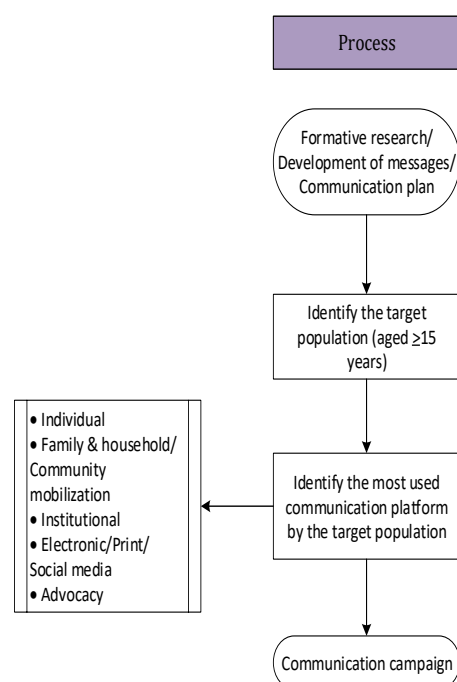 Process
Formative research/
Development of messages/
Communication plan
Identify the target
population (aged ≥15
years)
• Individual
• Family & household/
Community
mobilization
• Institutional
• Electronic/Print/
Social media
• Advocacy
Identify the most used
communication platform
by the target population
Communication campaign